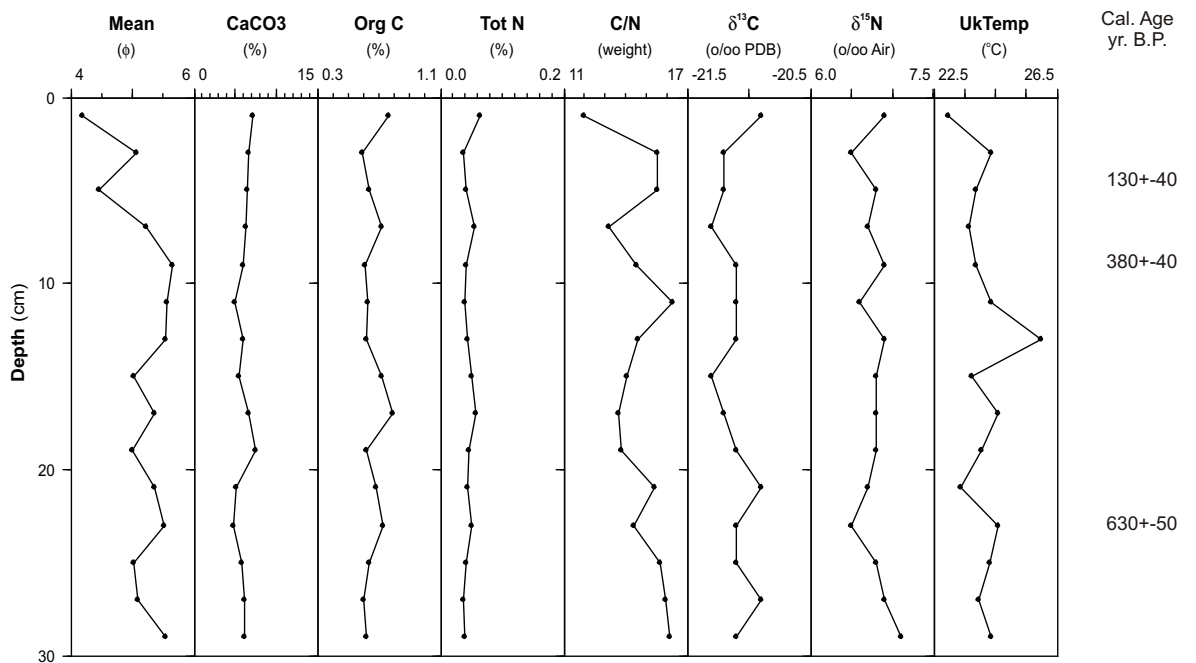 Mean CaCO3 Org C Tot N C/N δ¹³C δ¹⁵N UkTemp Cal. Age
(ϕ) (%) (%) (%) (weight) (o/oo PDB) (o/oo Air) (°C) yr. B.P.
4 6 0 15 0.3 1.1 0.0 0.2 11 17 -21.5 -20.5 6.0 7.5 22.5 26.5
0
130+-40
380+-40
10
Depth (cm)
20
630+-50
30